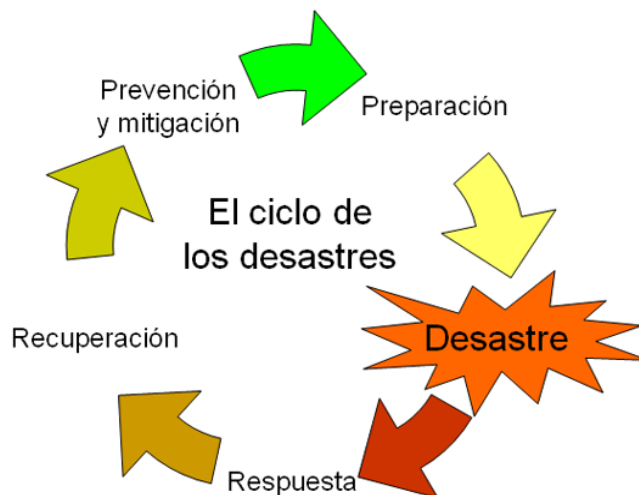 Prevención
y mitigación
Preparación
El ciclo de
los desastres
Desastre
Recuperación
Respuesta